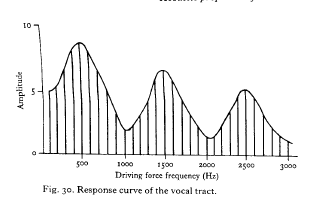 10
5
0
Amplitude
500 1000 1500 2000 2500 3000
Driving force frequency (Hz)
Fig. 30. Response curve of the vocal tract.